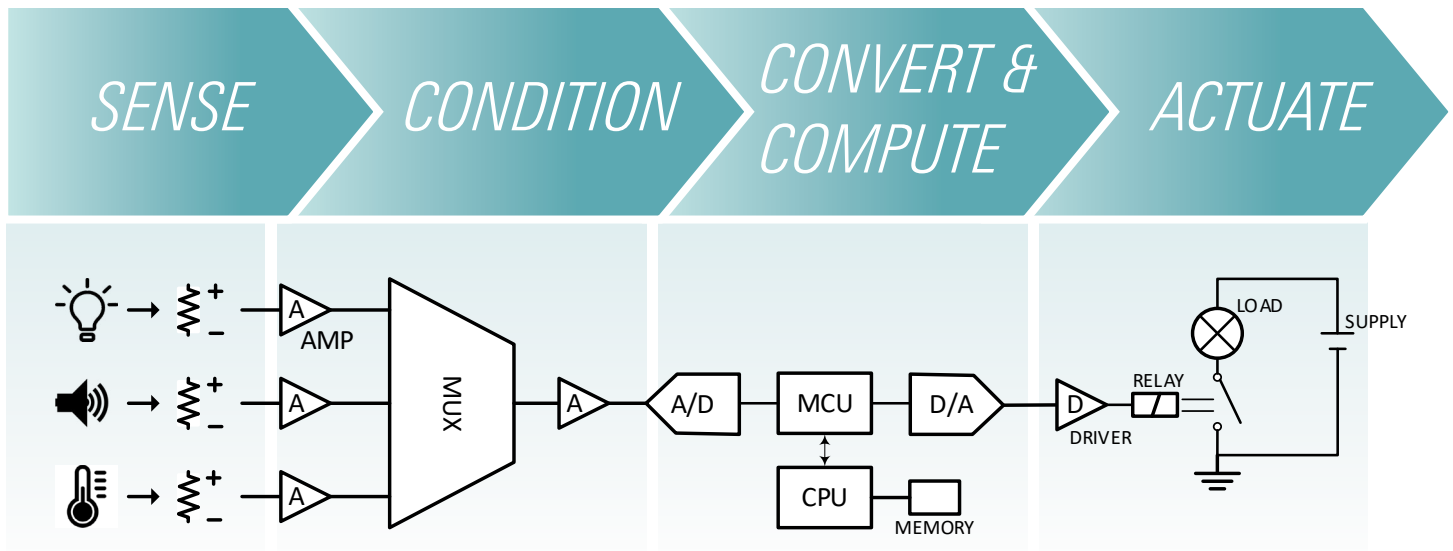 SENSE
CONDITION
CONVERT &
COMPUTE
ACTUATE
+
−
A
AMP
+
−
A
+
−
A
MUX
A
A/D
MCU
D/A
CPU
MEMORY
D
DRIVER
RELAY
LOAD
SUPPLY